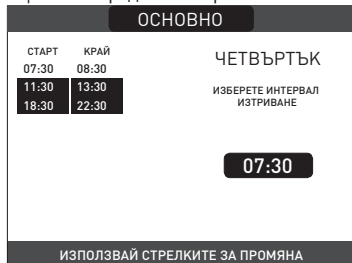 ОСНОВНО
СТАРТ КРАЙ
07:30 08:30
11:30 13:30
18:30 22:30
ЧЕТВЪРТЪК
ИЗБЕРЕТЕ ИНТЕРВАЛ
ИЗТРИВАНЕ
07:30
ИЗПОЛЗВАЙ СТРЕЛКИТЕ ЗА ПРОМЯНА